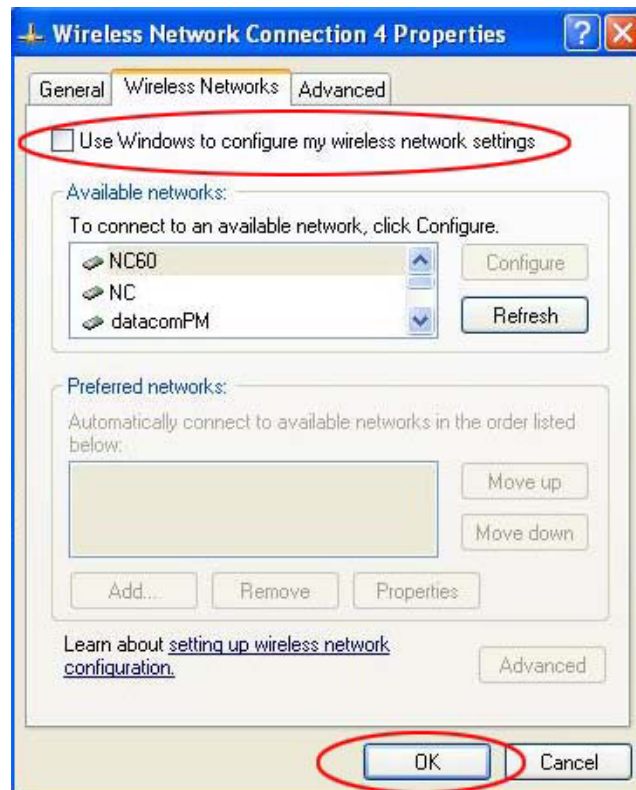 Wireless Network Connection 4 Properties
General Wireless Networks Advanced
Use Windows to configure my wireless network settings
Available networks:
To connect to an available network, click Configure.
NC60
NC
datacomPM
Configure
Refresh
Preferred networks:
Automatically connect to available networks in the order listed
below:
Move up
Move down
Add... Remove Properties
Learn about setting up wireless network
configuration.
Advanced
OK Cancel